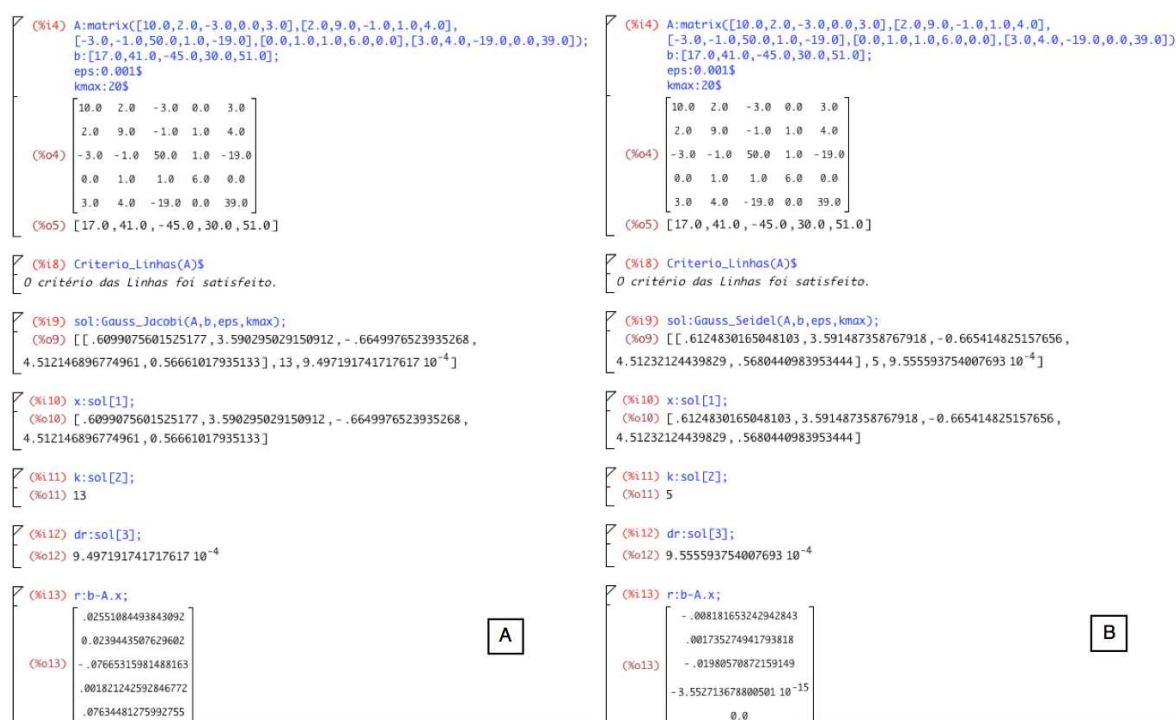 (%i4) A:matrix([10.0,2.0,-3.0,0.0,3.0],[2.0,9.0,-1.0,1.0,4.0],
[-3.0,-1.0,50.0,1.0,-19.0],[0.0,1.0,1.0,6.0,0.0],[3.0,4.0,-19.0,0.0,39.0]);
b:[17.0,41.0,-45.0,30.0,51.0];
eps:0.001$
kmax:20$
10.0 2.0 -3.0 0.0 3.0
2.0 9.0 -1.0 1.0 4.0
(%o4) -3.0 -1.0 50.0 1.0 -19.0
0.0 1.0 1.0 6.0 0.0
3.0 4.0 -19.0 0.0 39.0
(%o5) [17.0,41.0,-45.0,30.0,51.0]
(%i8) Criterio_Linhas(A)$
O critério das Linhas foi satisfeito.
(%i9) sol:Gauss_Jacobi(A,b,eps,kmax);
(%o9) [[.6099075601525177,3.590295029150912,-.66499765239352​68,
4.512146896774961,0.56661017935133],13,9.497191741717617 10⁻⁴]
(%i10) x:sol[1];
(%o10) [.6099075601525177,3.590295029150912,-.6649976523935268,
4.512146896774961,0.56661017935133]
(%i11) k:sol[2];
(%o11) 13
(%i12) dr:sol[3];
(%o12) 9.497191741717617 10⁻⁴
(%i13) r:b-A.x;
.02551084493843092
0.0239443507629602
(%o13) -.07665315981488163
.001821242592846772
.07634481275992755
A
(%i4) A:matrix([10.0,2.0,-3.0,0.0,3.0],[2.0,9.0,-1.0,1.0,4.0],
[-3.0,-1.0,50.0,1.0,-19.0],[0.0,1.0,1.0,6.0,0.0],[3.0,4.0,-19.0,0.0,39.0])
b:[17.0,41.0,-45.0,30.0,51.0];
eps:0.001$
kmax:20$
10.0 2.0 -3.0 0.0 3.0
2.0 9.0 -1.0 1.0 4.0
(%o4) -3.0 -1.0 50.0 1.0 -19.0
0.0 1.0 1.0 6.0 0.0
3.0 4.0 -19.0 0.0 39.0
(%o5) [17.0,41.0,-45.0,30.0,51.0]
(%i8) Criterio_Linhas(A)$
O critério das Linhas foi satisfeito.
(%i9) sol:Gauss_Seidel(A,b,eps,kmax);
(%o9) [[.6124830165048103,3.591487358767918,-0.665414825157656,
4.51232124439829,.5680440983953444],5,9.555593754007693 10⁻⁴]
(%i10) x:sol[1];
(%o10) [.6124830165048103,3.591487358767918,-0.665414825157656,
4.51232124439829,.5680440983953444]
(%i11) k:sol[2];
(%o11) 5
(%i12) dr:sol[3];
(%o12) 9.555593754007693 10⁻⁴
(%i13) r:b-A.x;
-.008181653242942843
.001735274941793818
(%o13) -.01980570872159149
-3.552713678800501 10⁻¹⁵
0.0
B